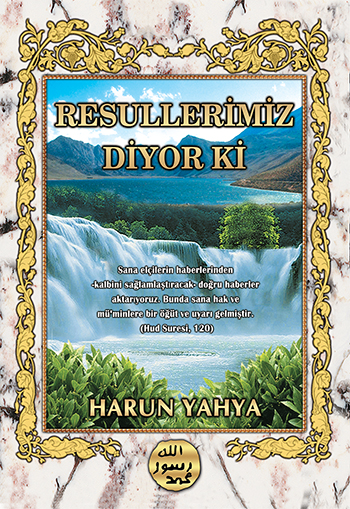 RESULLERİMİZ
DİYOR Kİ
Sana elçilerin haberlerinden
-kalbini sağlamlaştıracak- doğru haberler
aktarıyoruz. Bunda sana hak ve
mü'minlere bir öğüt ve uyarı gelmiştir.
(Hud Suresi, 120)
HARUN YAHYA
الله
رسول
محمد